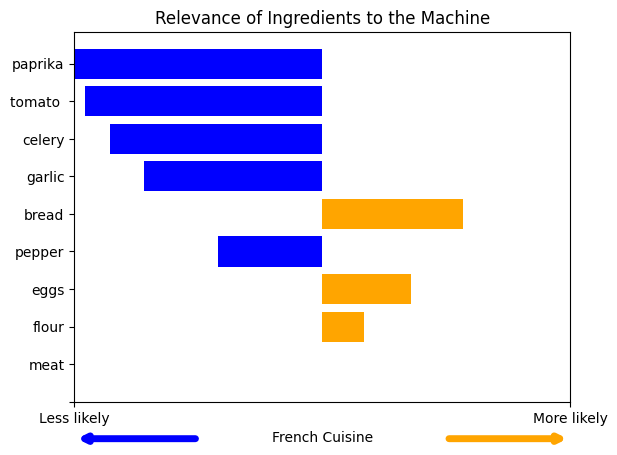 Relevance of Ingredients to the Machine
paprika
tomato
celery
garlic
bread
pepper
eggs
flour
meat
Less likely
More likely
French Cuisine